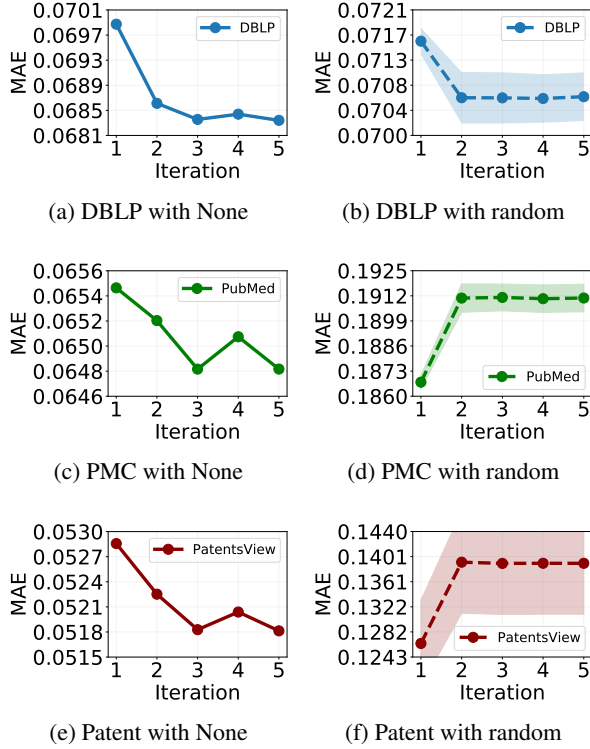 0.0701
0.0697
0.0693
0.0689
0.0685
0.0681
MAE
DBLP
1 2 3 4 5
Iteration
(a) DBLP with None
0.0721
0.0717
0.0713
0.0708
0.0704
0.0700
MAE
DBLP
1 2 3 4 5
Iteration
(b) DBLP with random
0.0656
0.0654
0.0652
0.0650
0.0648
0.0646
MAE
PubMed
1 2 3 4 5
Iteration
(c) PMC with None
0.1925
0.1912
0.1899
0.1886
0.1873
0.1860
MAE
PubMed
1 2 3 4 5
Iteration
(d) PMC with random
0.0530
0.0527
0.0524
0.0521
0.0518
0.0515
MAE
PatentsView
1 2 3 4 5
Iteration
(e) Patent with None
0.1440
0.1401
0.1361
0.1322
0.1282
0.1243
MAE
PatentsView
1 2 3 4 5
Iteration
(f) Patent with random